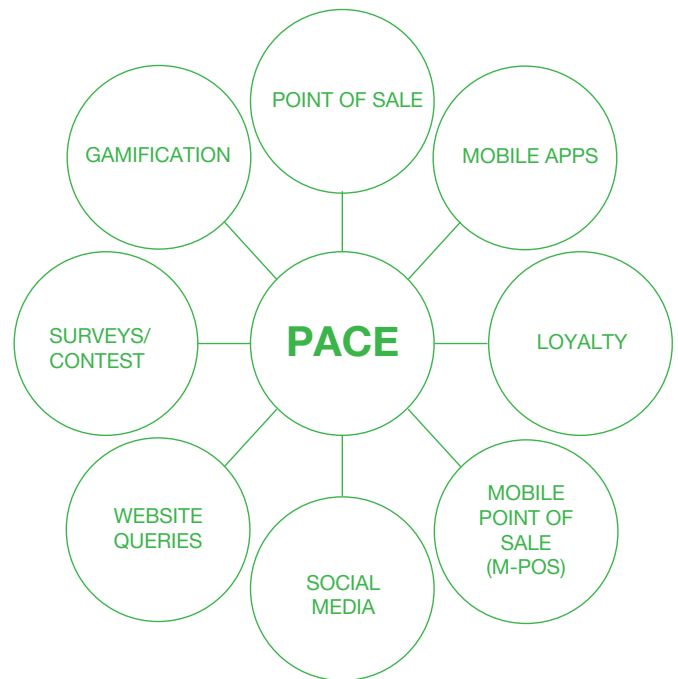 POINT OF SALE
GAMIFICATION
MOBILE APPS
SURVEYS/
CONTEST
PACE
LOYALTY
WEBSITE
QUERIES
MOBILE
POINT OF
SALE
(M-POS)
SOCIAL
MEDIA